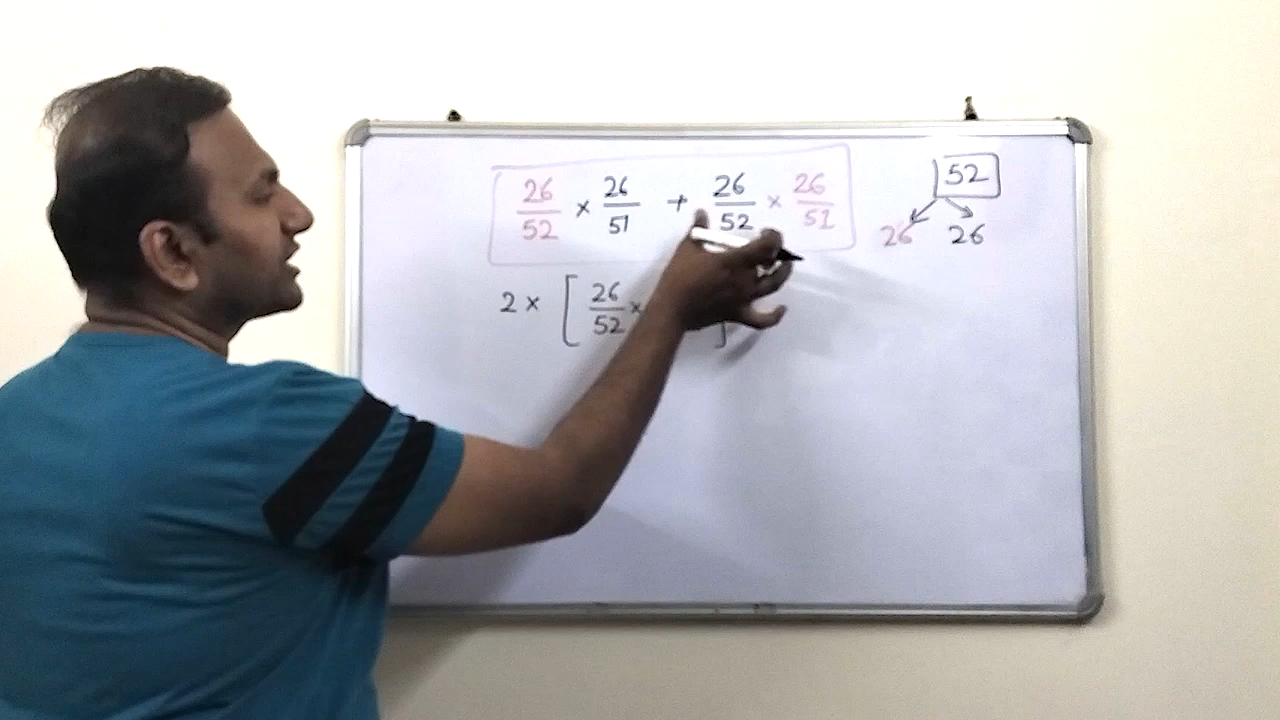 26/52 × 26/51 + 26/52 × 26/51
2 × [ 26/52 × ]
52
26 26